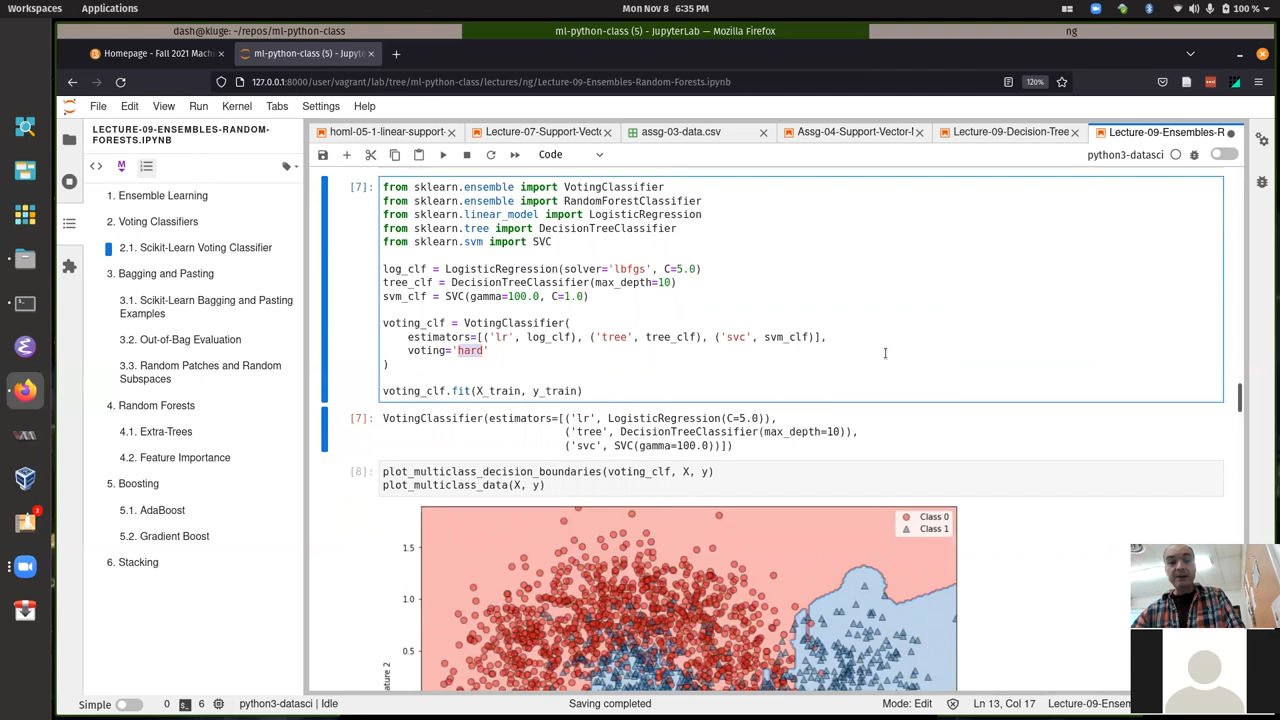 Workspaces Applications Mon Nov 8 6:35 PM 100 %
dash@kluge: ~/repos/ml-python-class ml-python-class (5) - JupyterLab — Mozilla Firefox ng
Homepage - Fall 2021 Mac ml-python-class (5) - Jupyte
127.0.0.1:8000/user/vagrant/lab/tree/ml-python-class/lectures/ng/Lecture-09-Ensembles-Random-Forests.ipynb 120%
File Edit View Run Kernel Tabs Settings Help
LECTURE-09-ENSEMBLES-RANDOM-FORESTS.IPYNB
1. Ensemble Learning
2. Voting Classifiers
2.1. Scikit-Learn Voting Classifier
3. Bagging and Pasting
3.1. Scikit-Learn Bagging and Pasting Examples
3.2. Out-of-Bag Evaluation
3.3. Random Patches and Random Subspaces
4. Random Forests
4.1. Extra-Trees
4.2. Feature Importance
5. Boosting
5.1. AdaBoost
5.2. Gradient Boost
6. Stacking
homl-05-1-linear-support- Lecture-07-Support-Vecto assg-03-data.csv Assg-04-Support-Vector-I Lecture-09-Decision-Tree Lecture-09-Ensembles-R
Code python3-datasci
[7]: from sklearn.ensemble import VotingClassifier
from sklearn.ensemble import RandomForestClassifier
from sklearn.linear_model import LogisticRegression
from sklearn.tree import DecisionTreeClassifier
from sklearn.svm import SVC
log_clf = LogisticRegression(solver='lbfgs', C=5.0)
tree_clf = DecisionTreeClassifier(max_depth=10)
svm_clf = SVC(gamma=100.0, C=1.0)
voting_clf = VotingClassifier(
estimators=[('lr', log_clf), ('tree', tree_clf), ('svc', svm_clf)],
voting='hard'
)
voting_clf.fit(X_train, y_train)
[7]: VotingClassifier(estimators=[('lr', LogisticRegression(C=5.0)),
('tree', DecisionTreeClassifier(max_depth=10)),
('svc', SVC(gamma=100.0))])
[8]: plot_multiclass_decision_boundaries(voting_clf, X, y)
plot_multiclass_data(X, y)
Class 0
Class 1
1.5
1.0
0.5
ature 2
Simple 0 6 python3-datasci | Idle Saving completed Mode: Edit Ln 13, Col 17 Lecture-09-Ensem